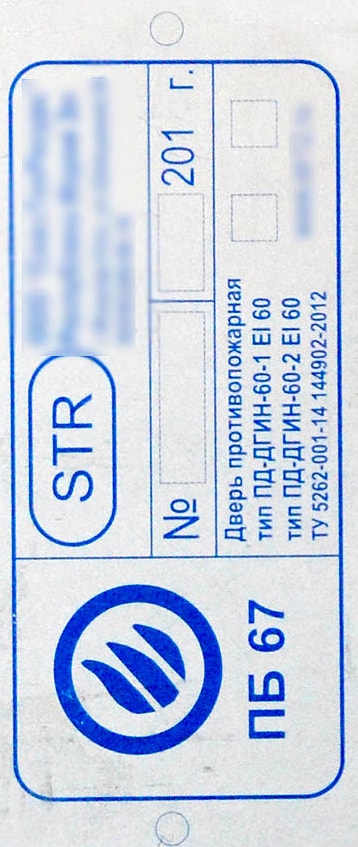 STR
№ 201 г.
Дверь противопожарная
тип ПД-ДГИН-60-1 EI 60
тип ПД-ДГИН-60-2 EI 60
ТУ 5262-001-14 144902-2012
ПБ 67